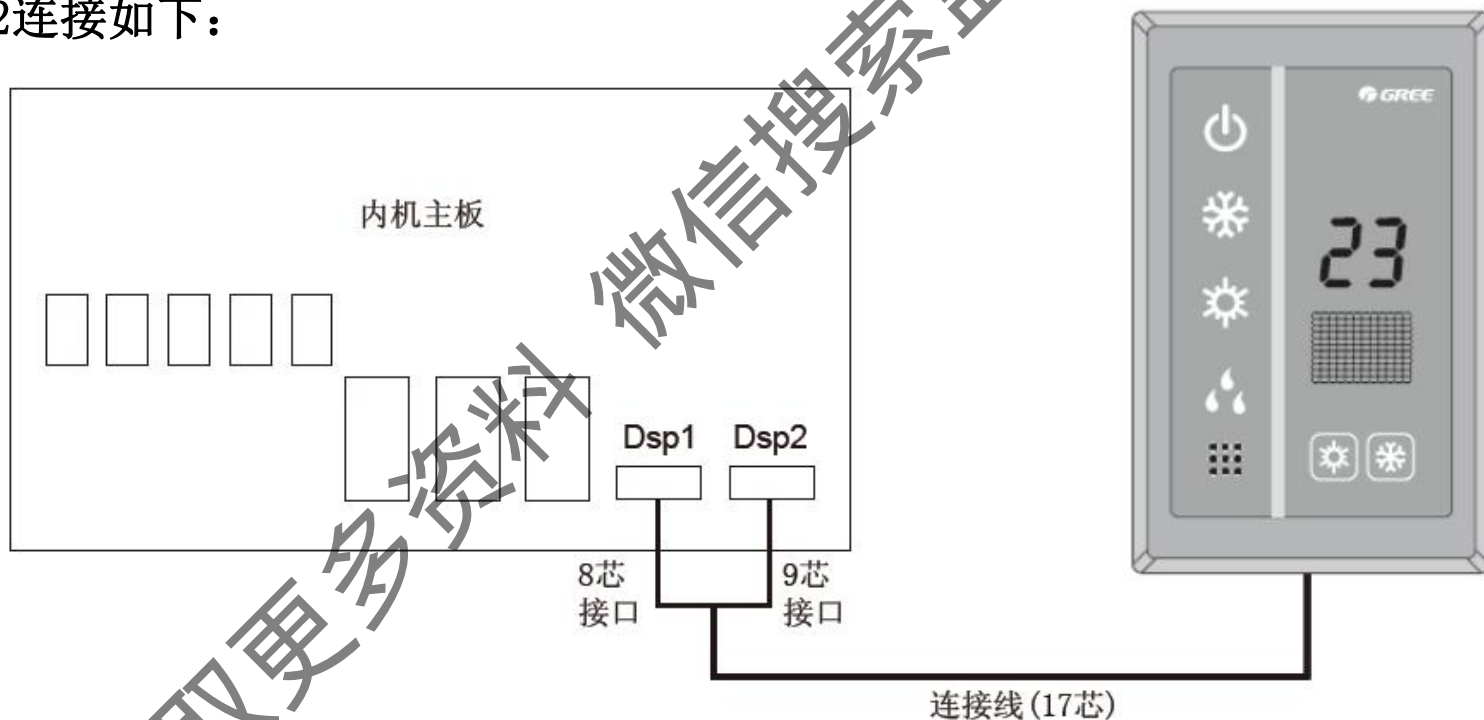 2连接如下：
GREE
内机主板
23
Dsp1 Dsp2
8芯
接口
9芯
接口
连接线(17芯)
取更多资料 微信搜索